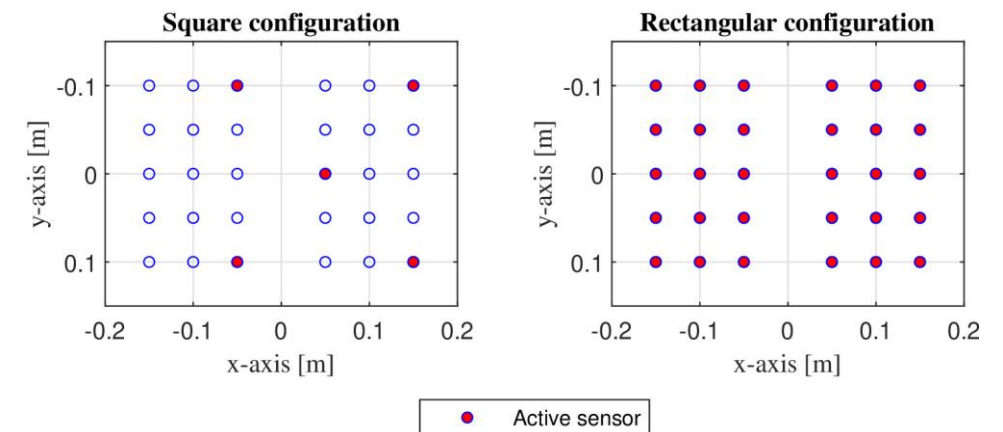 Square configuration
-0.1
0
0.1
y-axis [m]
-0.2 -0.1 0 0.1 0.2
x-axis [m]
Rectangular configuration
-0.1
0
0.1
y-axis [m]
-0.2 -0.1 0 0.1 0.2
x-axis [m]
Active sensor